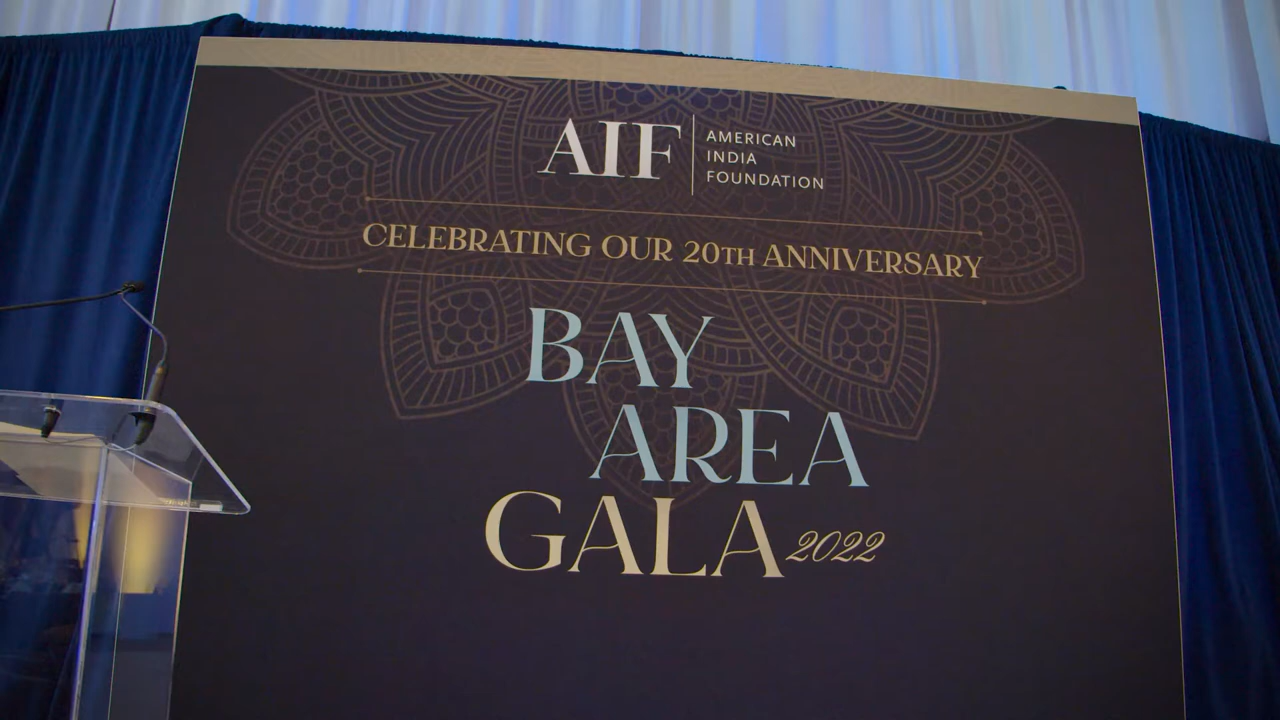 AIF
AMERICAN
INDIA
FOUNDATION
CELEBRATING OUR 20TH ANNIVERSARY
BAY
AREA
GALA 2022